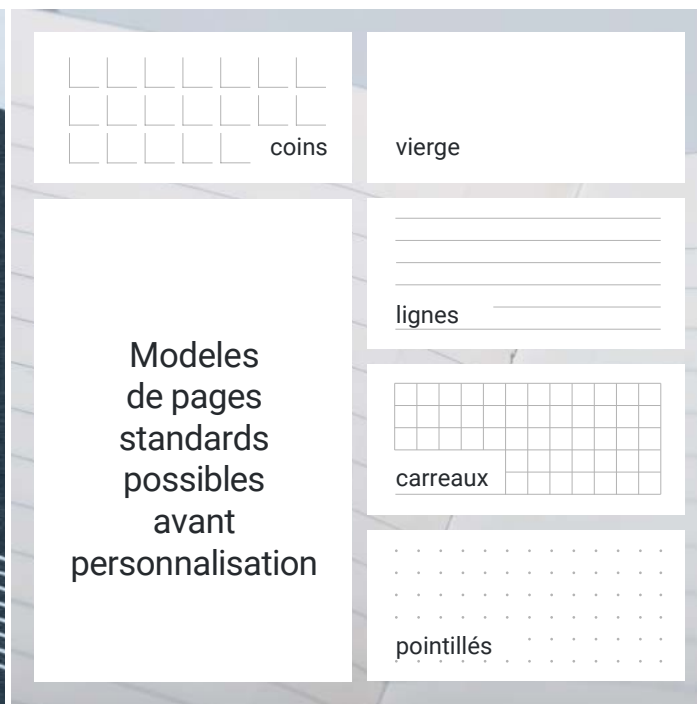 coins
vierge
Modeles
de pages
standards
possibles
avant
personnalisation
lignes
carreaux
pointillés